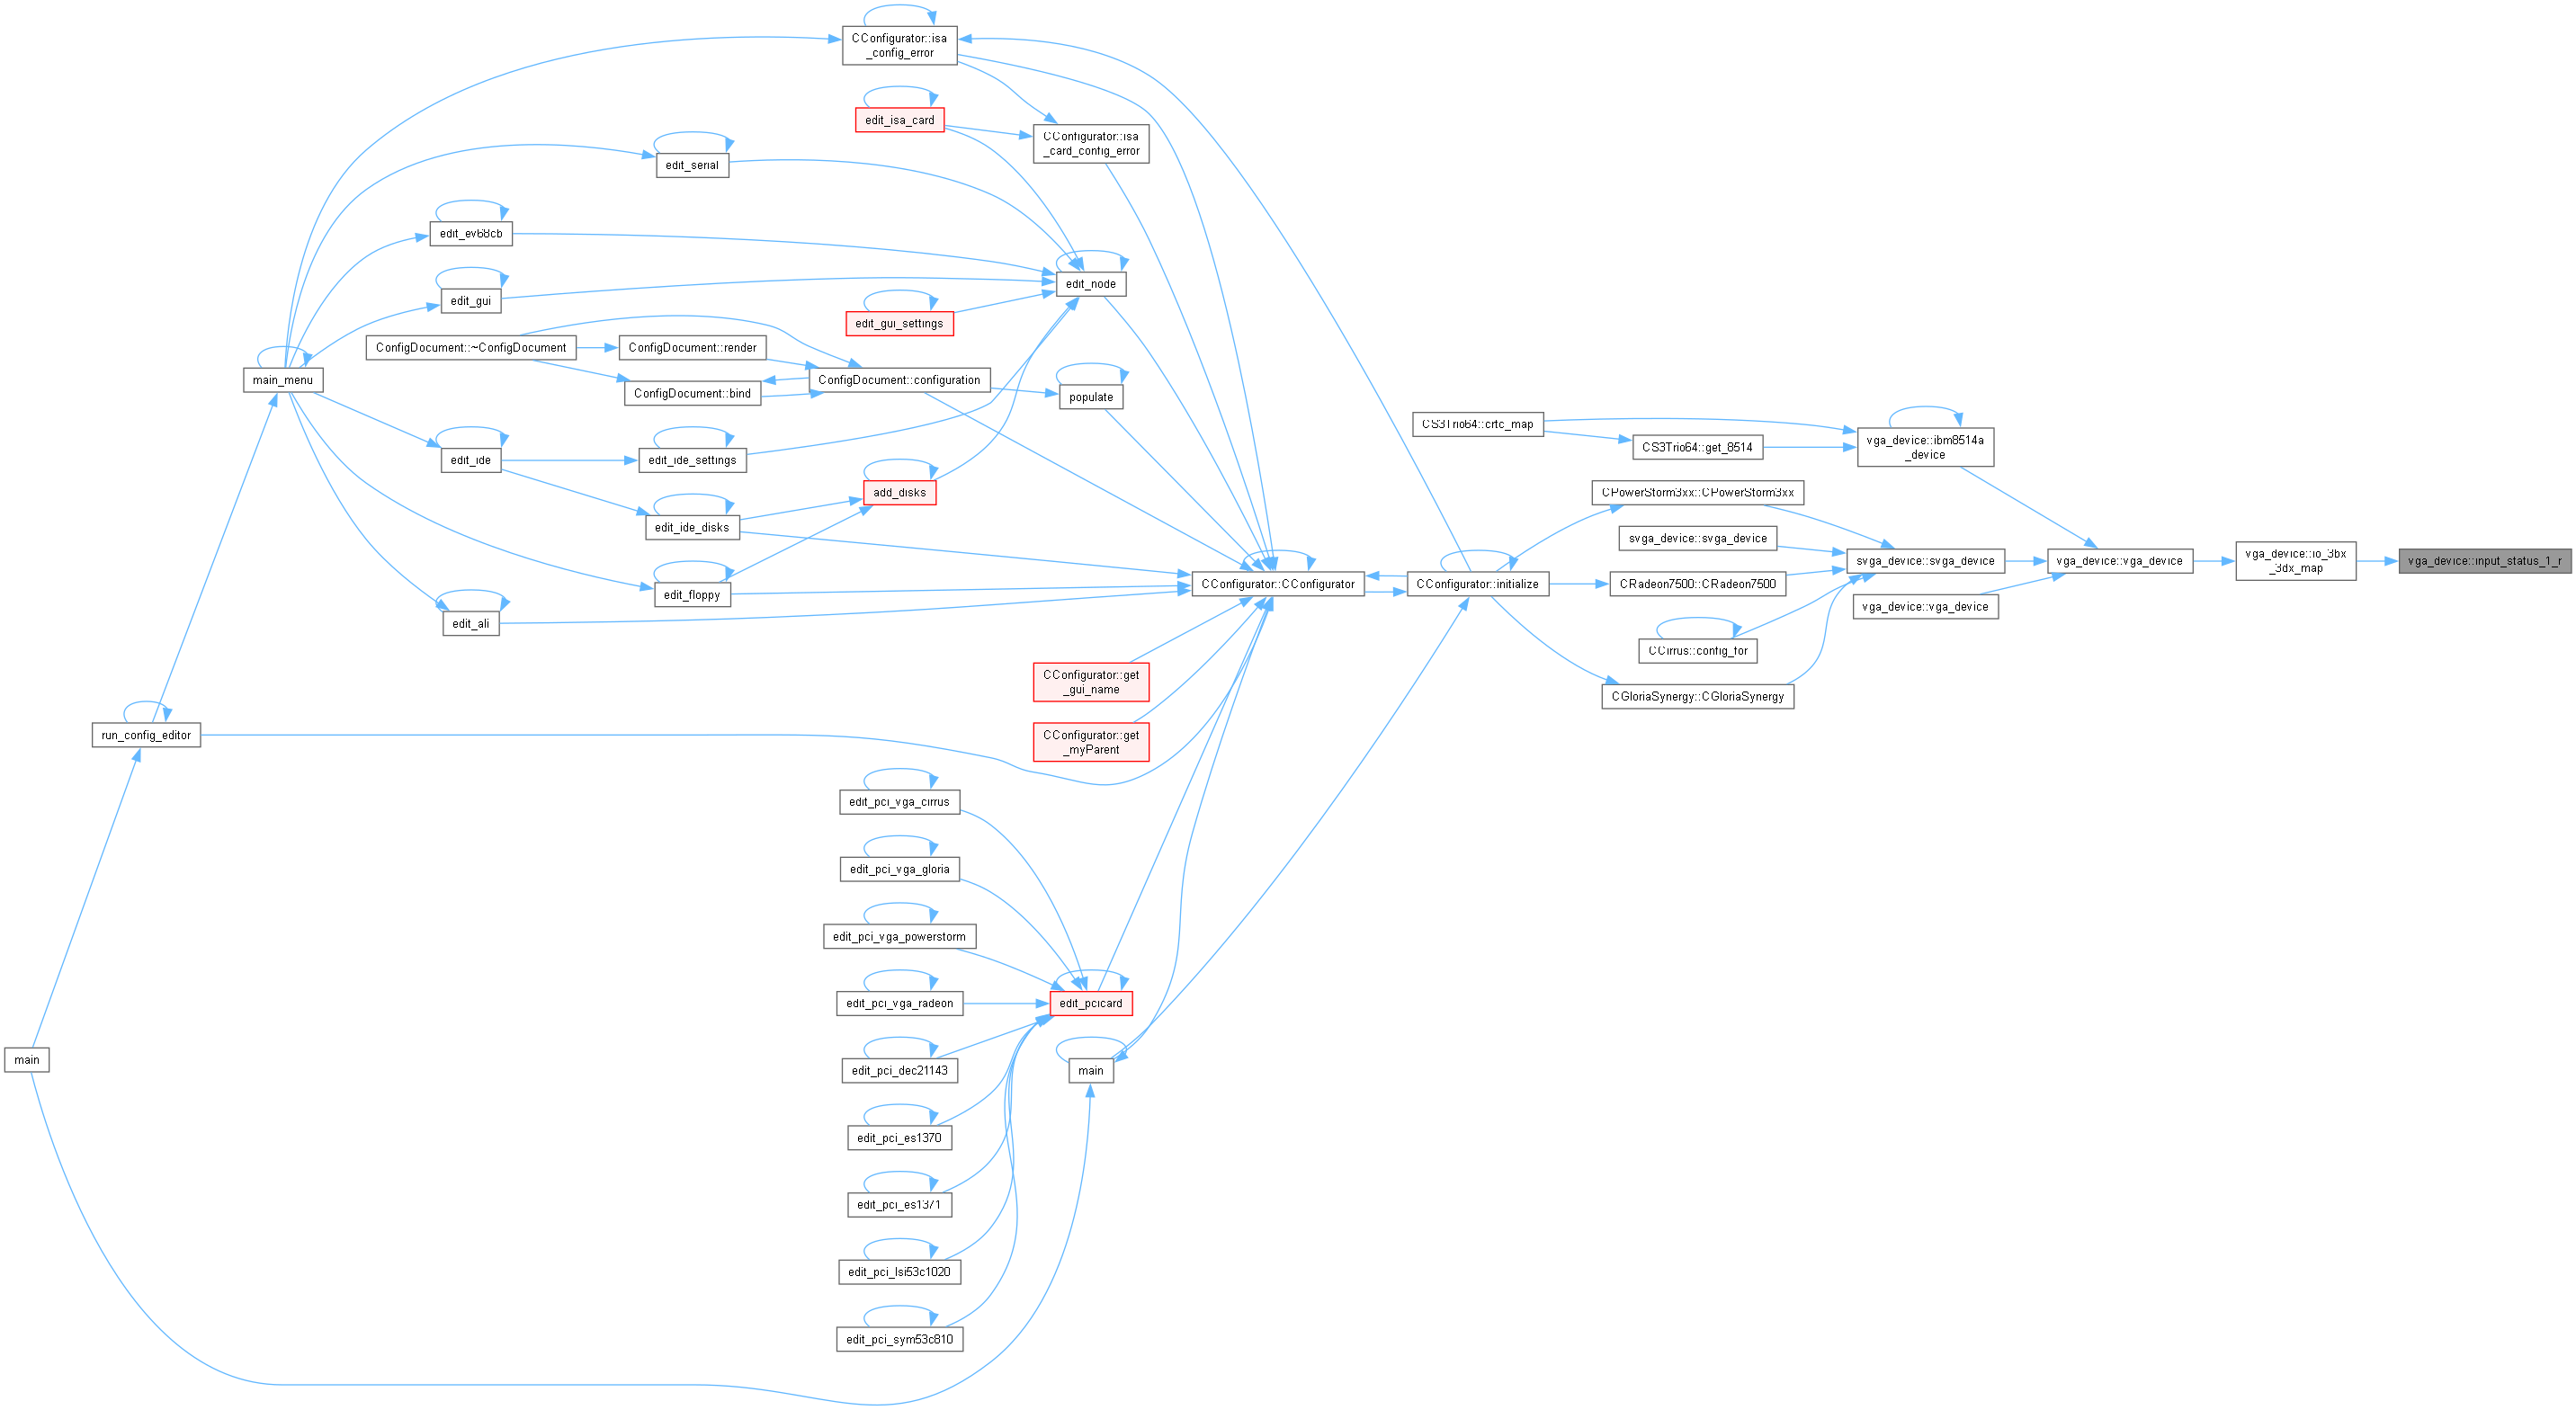 CConfigurator::isa
_config_error
edit_isa_card
CConfigurator::isa
_card_config_error
edit_serial
edit_ev68cb
edit_node
edit_gui
edit_gui_settings
ConfigDocument::~ConfigDocument
ConfigDocument::render
main_menu
ConfigDocument::configuration
ConfigDocument::bind
populate
CS3Trio64::crtc_map
vga_device::ibm8514a
_device
CS3Trio64::get_8514
edit_ide
edit_ide_settings
add_disks
CPowerStorm3xx::CPowerStorm3xx
edit_ide_disks
svga_device::svga_device
svga_device::svga_device
vga_device::vga_device
vga_device::io_3bx
_3dx_map
vga_device::input_status_1_r
CConfigurator::CConfigurator
CConfigurator::initialize
CRadeon7500::CRadeon7500
edit_floppy
vga_device::vga_device
edit_ali
CCirrus::config_for
CConfigurator::get
_gui_name
CGloriaSynergy::CGloriaSynergy
run_config_editor
CConfigurator::get
_myParent
edit_pci_vga_cirrus
edit_pci_vga_gloria
edit_pci_vga_powerstorm
edit_pci_vga_radeon
edit_pcicard
main
edit_pci_dec21143
main
edit_pci_es1370
edit_pci_es1371
edit_pci_lsi53c1020
edit_pci_sym53c810